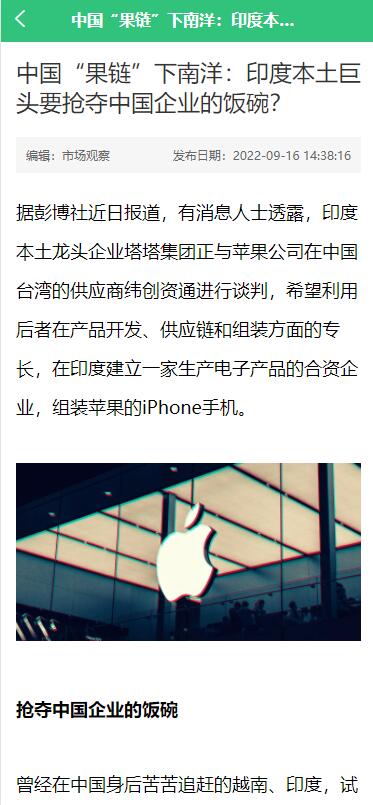 中国“果链”下南洋：印度本...
中国“果链”下南洋：印度本土巨
头要抢夺中国企业的饭碗？
编辑：市场观察 发布日期：2022-09-16 14:38:16
据彭博社近日报道，有消息人士透露，印度
本土龙头企业塔塔集团正与苹果公司在中国
台湾的供应商纬创资通进行谈判，希望利用
后者在产品开发、供应链和组装方面的专
长，在印度建立一家生产电子产品的合资企
业，组装苹果的iPhone手机。
抢夺中国企业的饭碗
曾经在中国身后苦苦追赶的越南、印度，试